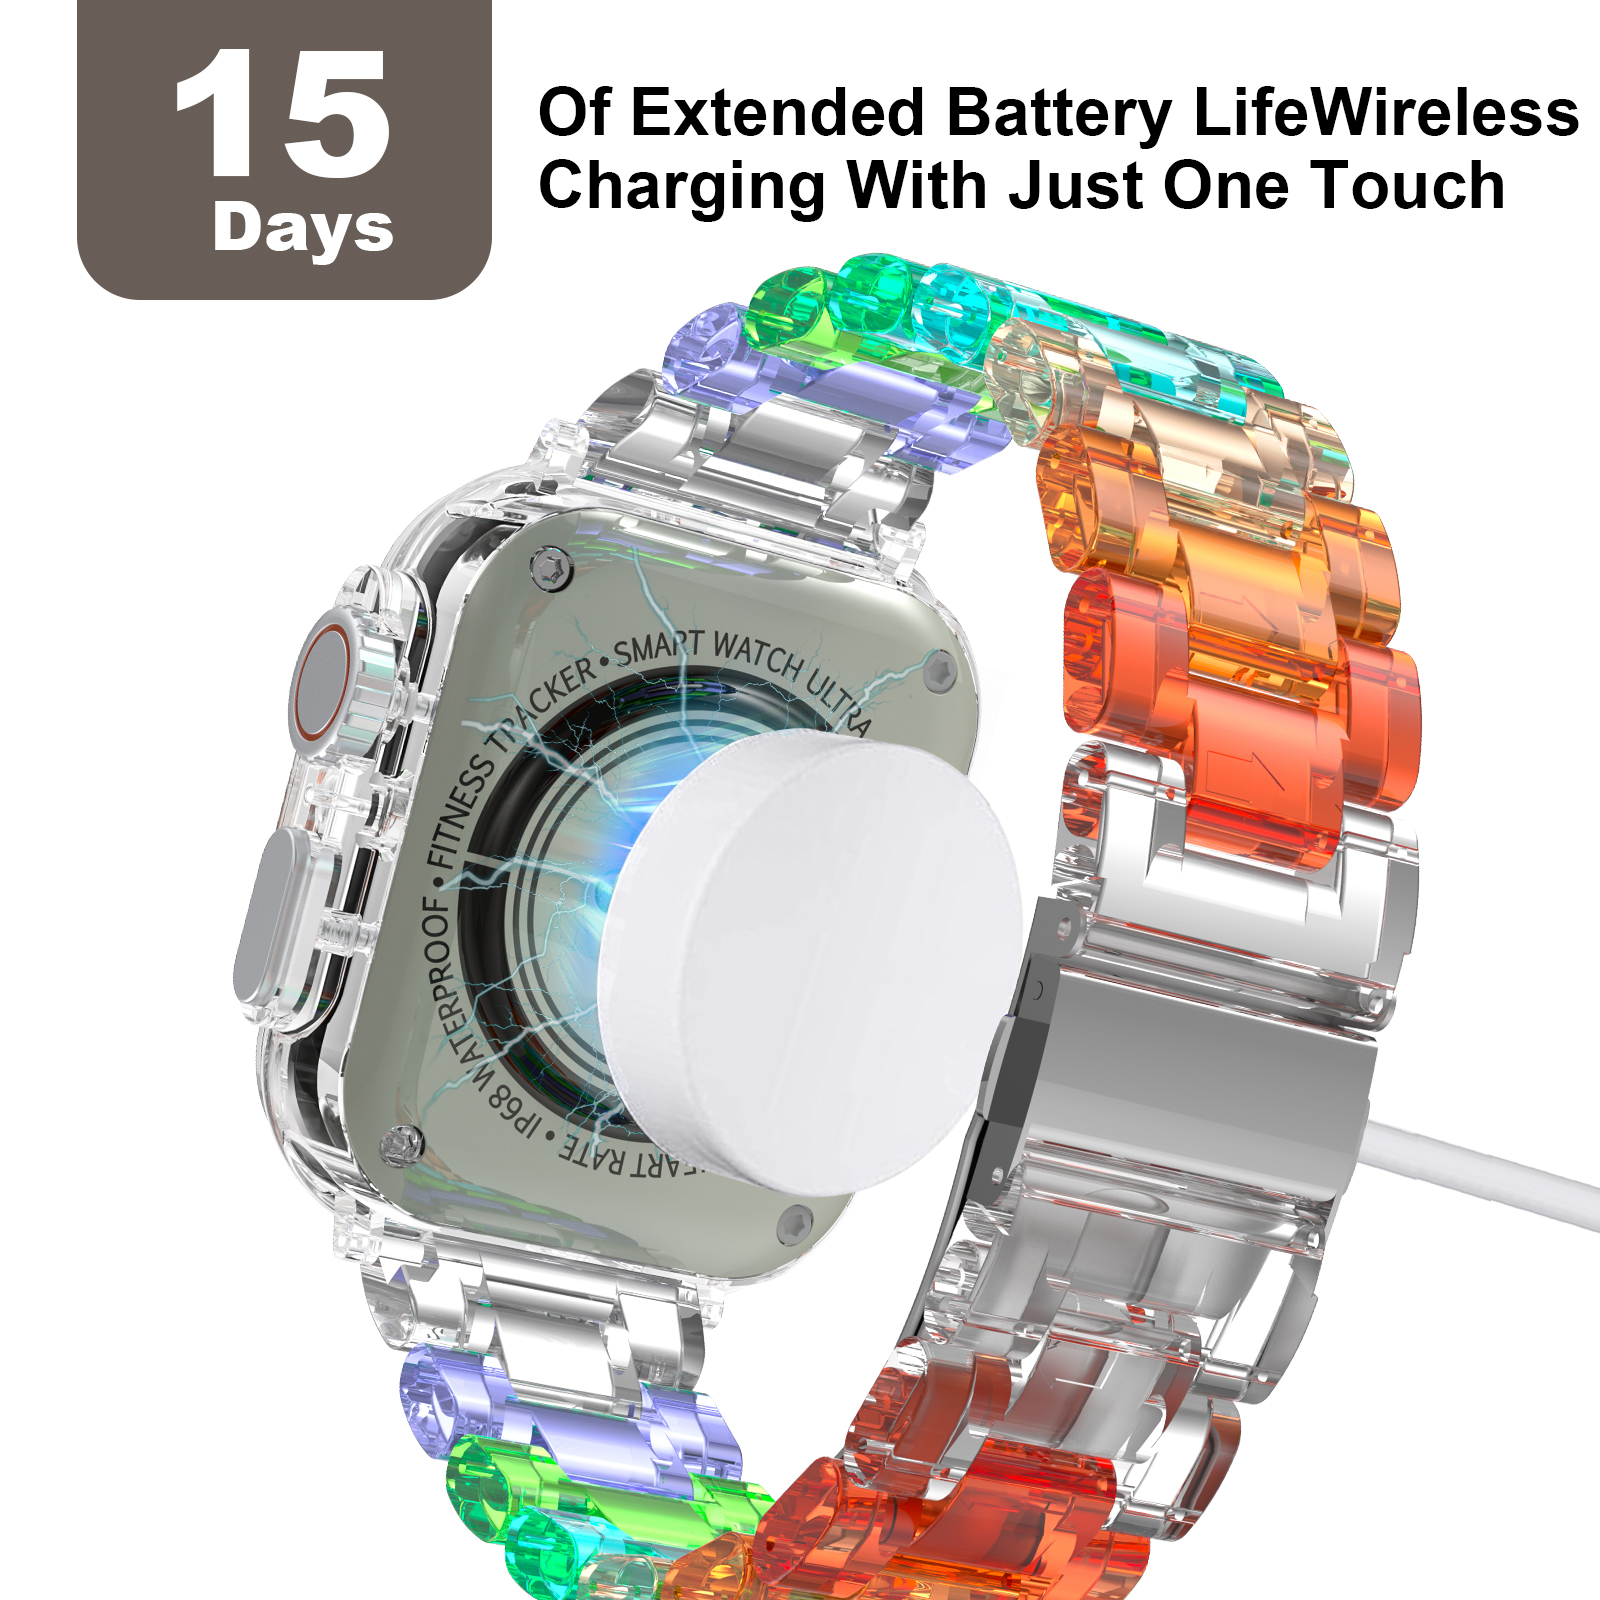 15
Days
Of Extended Battery LifeWireless
Charging With Just One Touch
IP68 WATERPROOF • FITNESS TRACKER • SMART WATCH ULTRA
RATE •